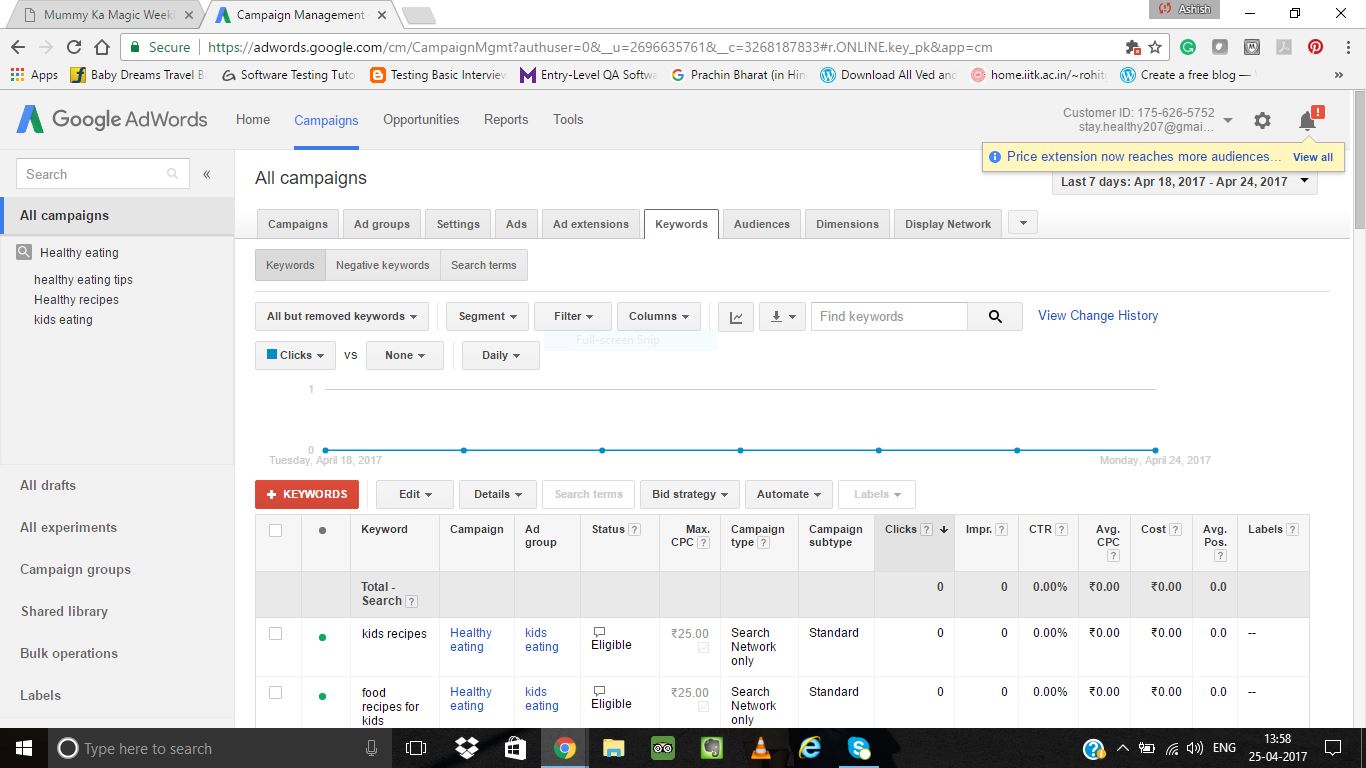 Mummy Ka Magic Week
Campaign Management
Ashish
Secure
https://adwords.google.com/cm/CampaignMgmt?authuser=0&__u=2696635761&__c=3268187833#r.ONLINE.key_pk&app=cm
Apps
Baby Dreams Travel B
Software Testing Tuto
Testing Basic Interview
Entry-Level QA Softwa
Prachin Bharat (in Hin
Download All Ved and
home.iitk.ac.in/~rohit
Create a free blog —
»
Google AdWords
Home
Campaigns
Opportunities
Reports
Tools
Customer ID: 175-626-5752
stay.healthy207@gmai...
!
Price extension now reaches more audiences...
View all
Search
«
All campaigns
Last 7 days: Apr 18, 2017 - Apr 24, 2017
All campaigns
Healthy eating
healthy eating tips
Healthy recipes
kids eating
All drafts
All experiments
Campaign groups
Shared library
Bulk operations
Labels
Campaigns
Ad groups
Settings
Ads
Ad extensions
Keywords
Audiences
Dimensions
Display Network
Keywords
Negative keywords
Search terms
All but removed keywords
Segment
Filter
Columns
Find keywords
View Change History
Full-screen Snip
Clicks
vs
None
Daily
1
0
Tuesday, April 18, 2017
Monday, April 24, 2017
+ KEYWORDS
Edit
Details
Search terms
Bid strategy
Automate
Labels
Keyword
Campaign
Ad
group
Status ?
Max.
CPC ?
Campaign
type ?
Campaign
subtype
Clicks ?
Impr. ?
CTR ?
Avg.
CPC
?
Cost ?
Avg.
Pos.
?
Labels ?
Total -
Search ?
0
0
0.00%
₹0.00
₹0.00
0.0
kids recipes
Healthy
eating
kids
eating
Eligible
₹25.00
Search
Network
only
Standard
0
0
0.00%
₹0.00
₹0.00
0.0
--
food
recipes for
kids
Healthy
eating
kids
eating
Eligible
₹25.00
Search
Network
only
Standard
0
0
0.00%
₹0.00
₹0.00
0.0
--
Type here to search
ENG
13:58
25-04-2017